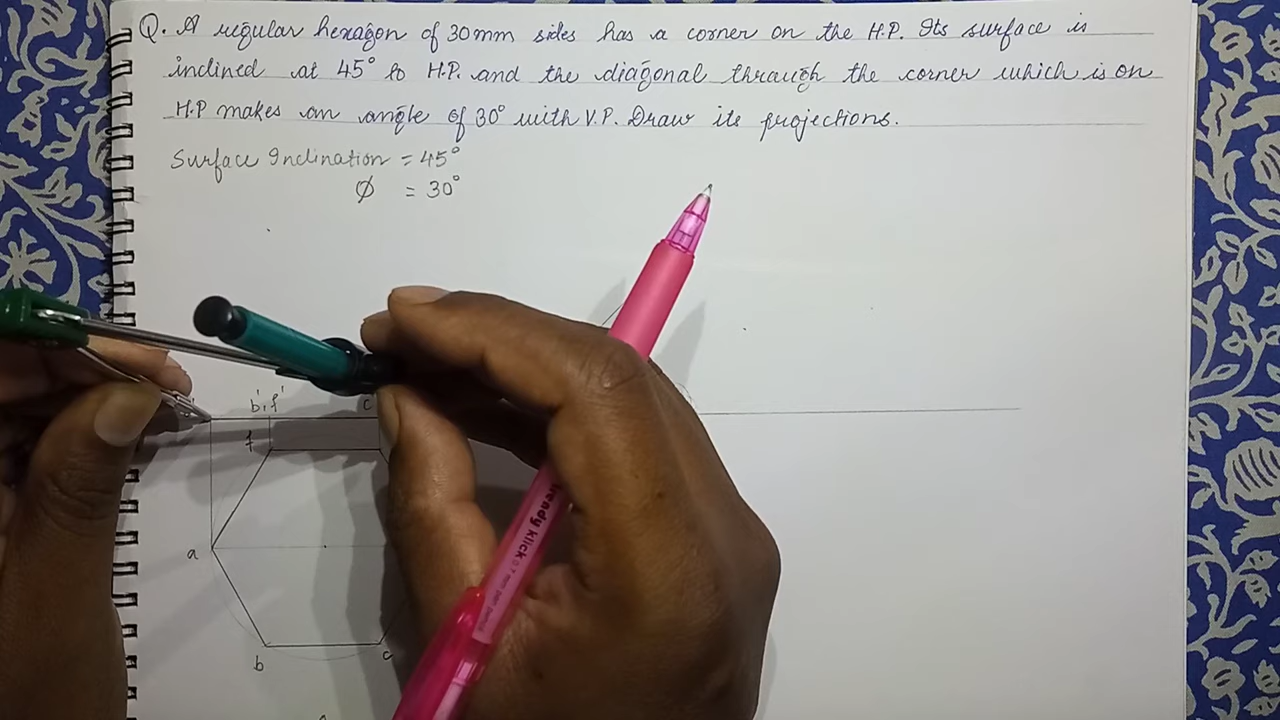 Q. A regular hexagon of 30mm sides has a corner on the H.P. Its surface is
inclined at 45° to H.P. and the diagonal through the corner which is on
H.P makes an angle of 30° with V.P. Draw its projections.
Surface Inclination = 45°
Ø = 30°
b',f' c
f
trendy klick
a
b c